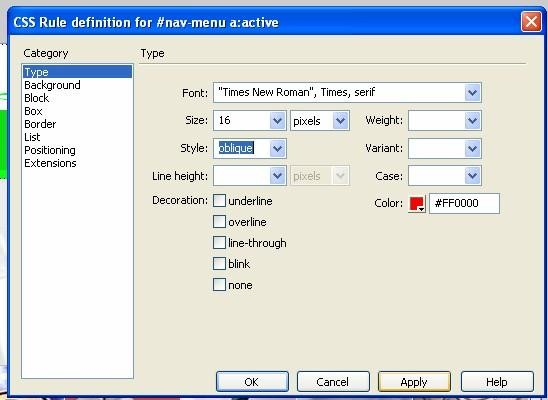 CSS Rule definition for #nav-menu a:active
Category
Type
Type
Background
Block
Box
Border
List
Positioning
Extensions
Font: "Times New Roman", Times, serif
Size: 16 pixels Weight:
Style: oblique Variant:
Line height: pixels Case:
Decoration: underline Color: #FF0000
overline
line-through
blink
none
OK Cancel Apply Help